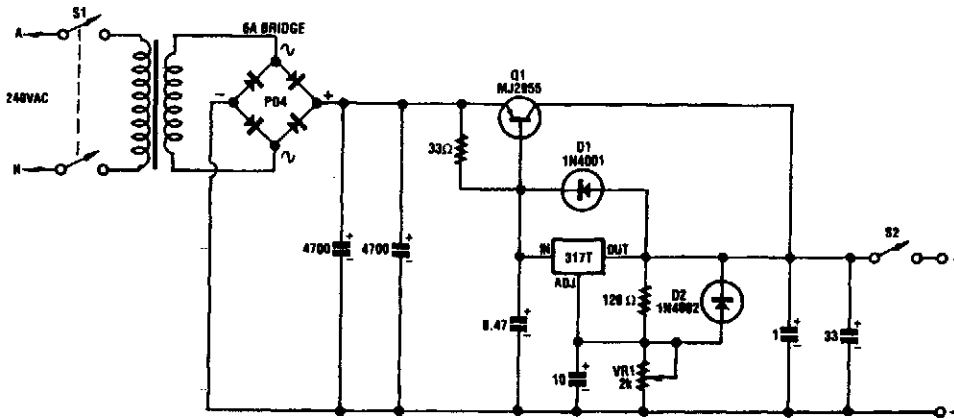 S1
A
240VAC
N
6A BRIDGE
P04
-
+
Q1
MJ2955
33Ω
D1
1N4001
4700
+
-
4700
+
-
IN
317T
OUT
ADJ
0.47
+
-
120 Ω
D2
1N4002
10
+
-
VR1
2k
1
+
-
33
+
-
S2
+
-